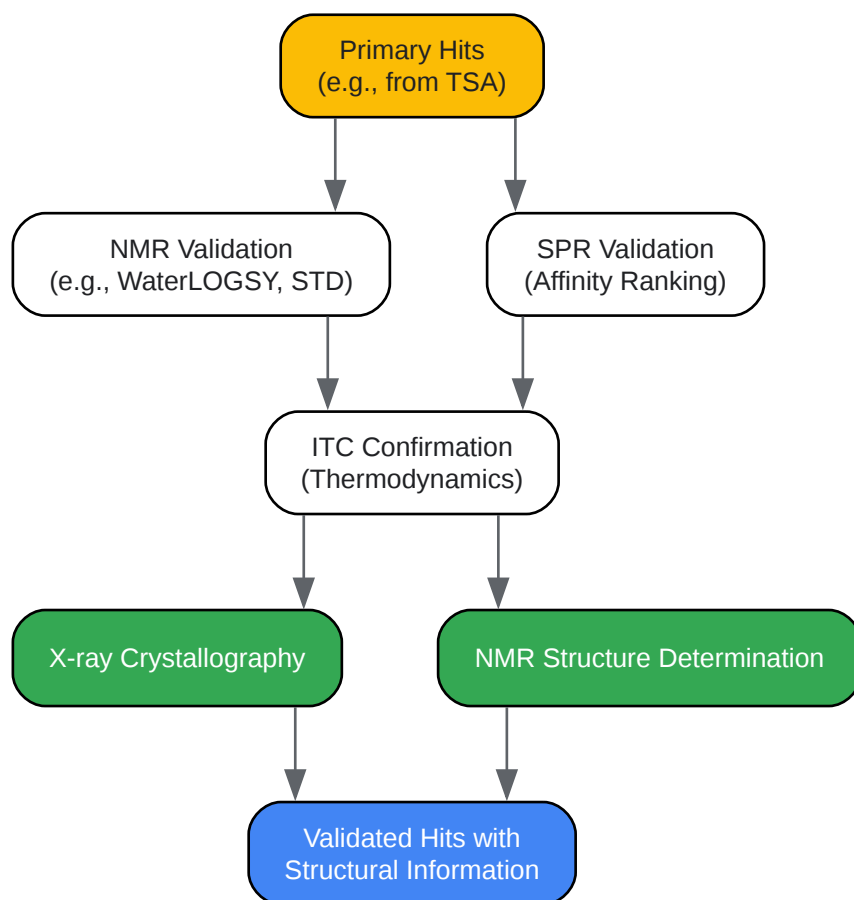 Primary Hits
(e.g., from TSA)
NMR Validation
(e.g., WaterLOGSY, STD)
SPR Validation
(Affinity Ranking)
ITC Confirmation
(Thermodynamics)
X-ray Crystallography
NMR Structure Determination
Validated Hits with
Structural Information